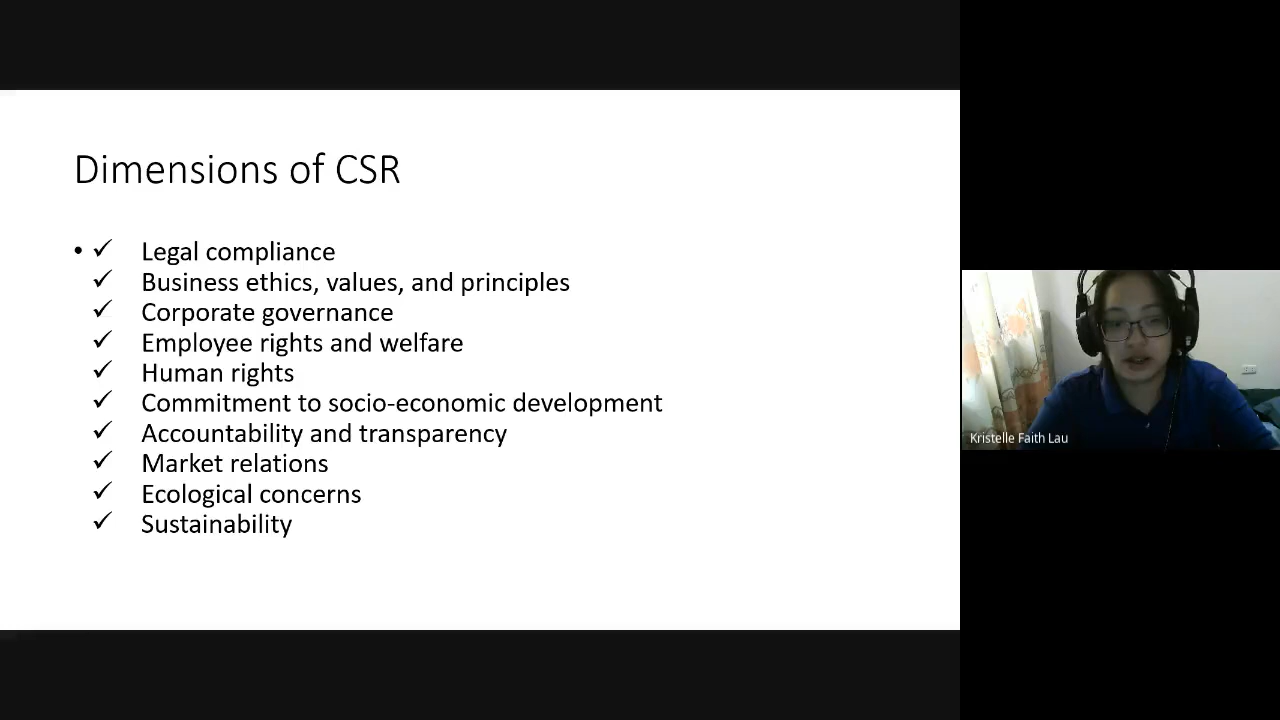 Dimensions of CSR
• ✓ Legal compliance
✓ Business ethics, values, and principles
✓ Corporate governance
✓ Employee rights and welfare
✓ Human rights
✓ Commitment to socio-economic development
✓ Accountability and transparency
✓ Market relations
✓ Ecological concerns
✓ Sustainability
Kristelle Faith Lau